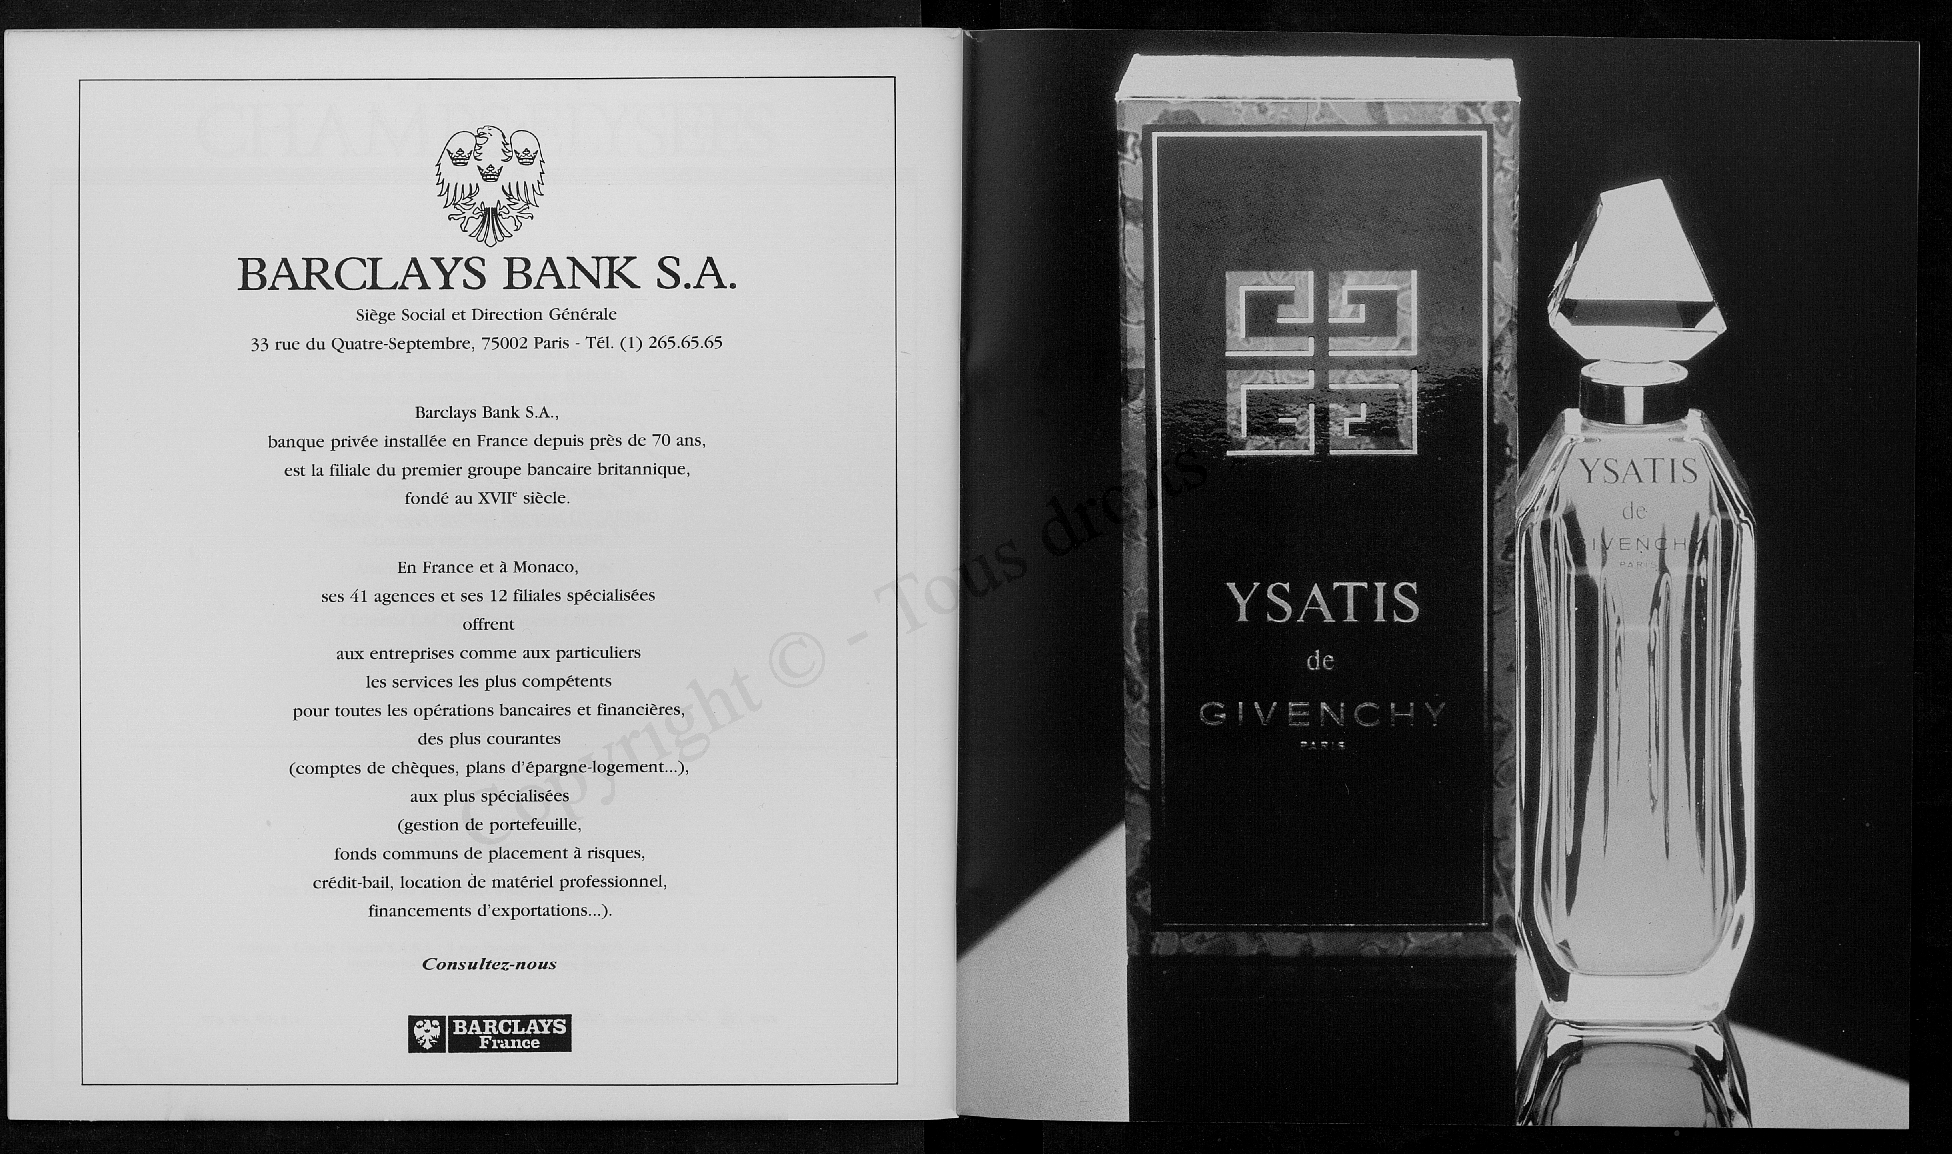 BARCLAYS BANK S.A.
Siège Social et Direction Générale
33 rue du Quatre-Septembre, 75002 Paris - Tél. (1) 265.65.65
Barclays Bank S.A.,
banque privée installée en France depuis près de 70 ans,
est la filiale du premier groupe bancaire britannique,
fondé au XVIIe siècle.
En France et à Monaco,
ses 41 agences et ses 12 filiales spécialisées
offrent
aux entreprises comme aux particuliers
les services les plus compétents
pour toutes les opérations bancaires et financières,
des plus courantes
(comptes de chèques, plans d'épargne-logement...),
aux plus spécialisées
(gestion de portefeuille,
fonds communs de placement à risques,
crédit-bail, location de matériel professionnel,
financements d'exportations...).
Consultez-nous
BARCLAYS
France
Copyright © - Tous droits
YSATIS
de
GIVENCHY
PARIS
YSATIS
de
GIVENCHY
PARIS